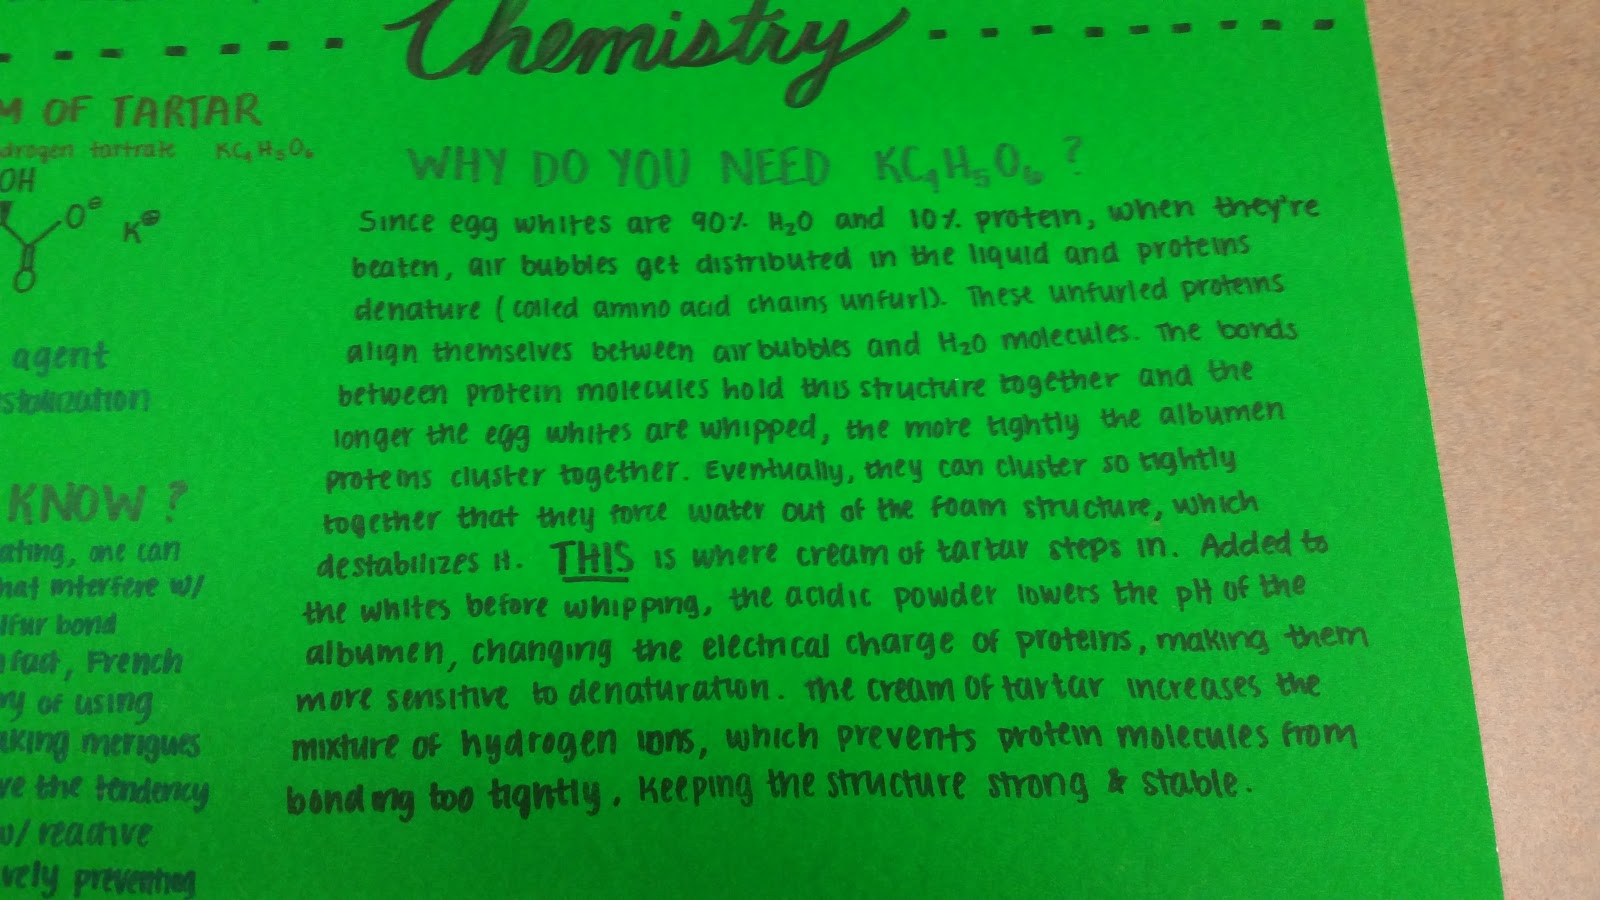 Chemistry
M OF TARTAR
drogen tartrate KC4H5O6
OH
O⊖ K⊕
O
agent
stallization
KNOW?
ating, one can
hat interfere w/
lfur bond
fact, French
ry of using
aking merigues
ve the tendency
w/ reactive
vely preventing
WHY DO YOU NEED KC4H5O6?
Since egg whites are 90% H2O and 10% protein, when they're
beaten, air bubbles get distributed in the liquid and proteins
denature (coiled amino acid chains unfurl). These unfurled proteins
align themselves between air bubbles and H2O molecules. The bonds
between protein molecules hold this structure together and the
longer the egg whites are whipped, the more tightly the albumen
proteins cluster together. Eventually, they can cluster so tightly
together that they force water out of the foam structure, which
destabilizes it. THIS is where cream of tartar steps in. Added to
the whites before whipping, the acidic powder lowers the pH of the
albumen, changing the electrical charge of proteins, making them
more sensitive to denaturation. The cream of tartar increases the
mixture of hydrogen ions, which prevents protein molecules from
bonding too tightly, keeping the structure strong & stable.